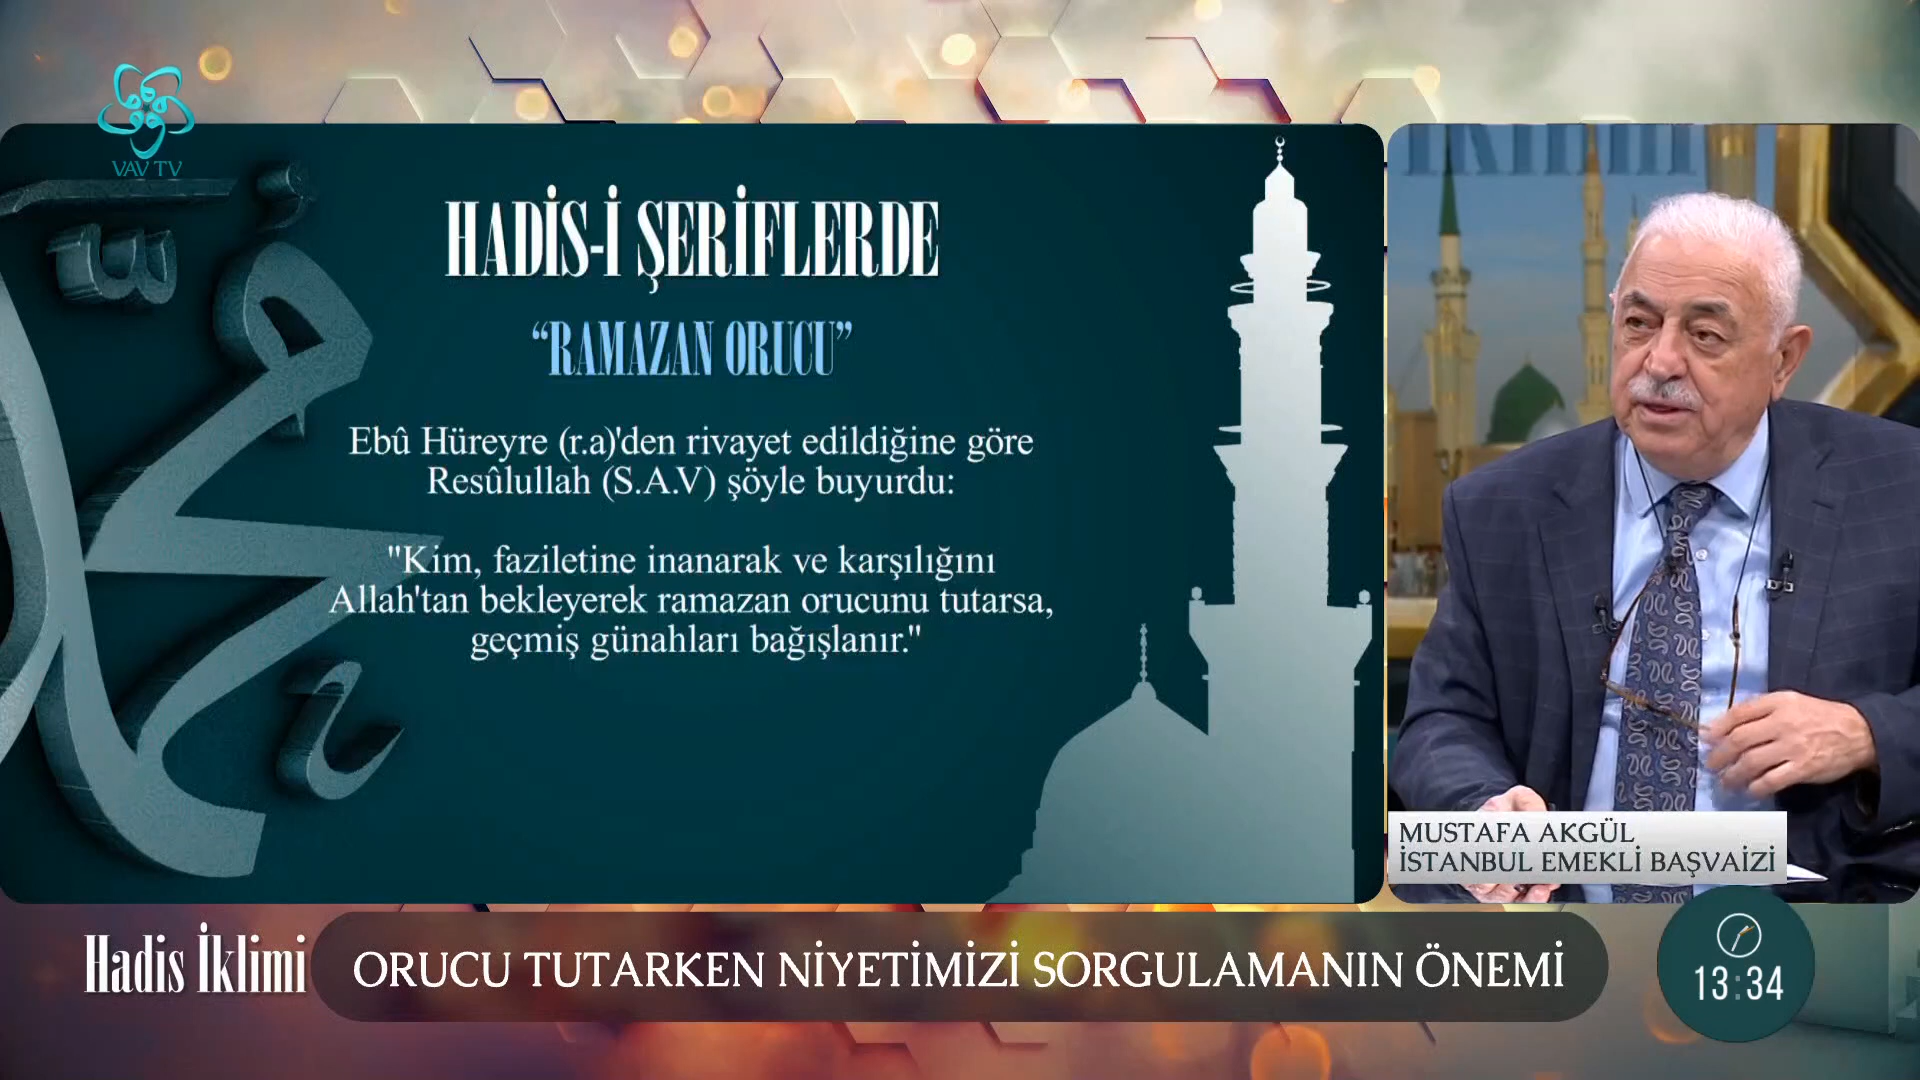 VAV TV
HADİS-İ ŞERİFLERDE
“RAMAZAN ORUCU”
Ebû Hüreyre (r.a)'den rivayet edildiğine göre
Resûlullah (S.A.V) şöyle buyurdu:
"Kim, faziletine inanarak ve karşılığını
Allah'tan bekleyerek ramazan orucunu tutarsa,
geçmiş günahları bağışlanır."
MUSTAFA AKGÜL
İSTANBUL EMEKLİ BAŞVAİZİ
Hadis İklimi
ORUCU TUTARKEN NİYETİMİZİ SORGULAMANIN ÖNEMİ
13:34